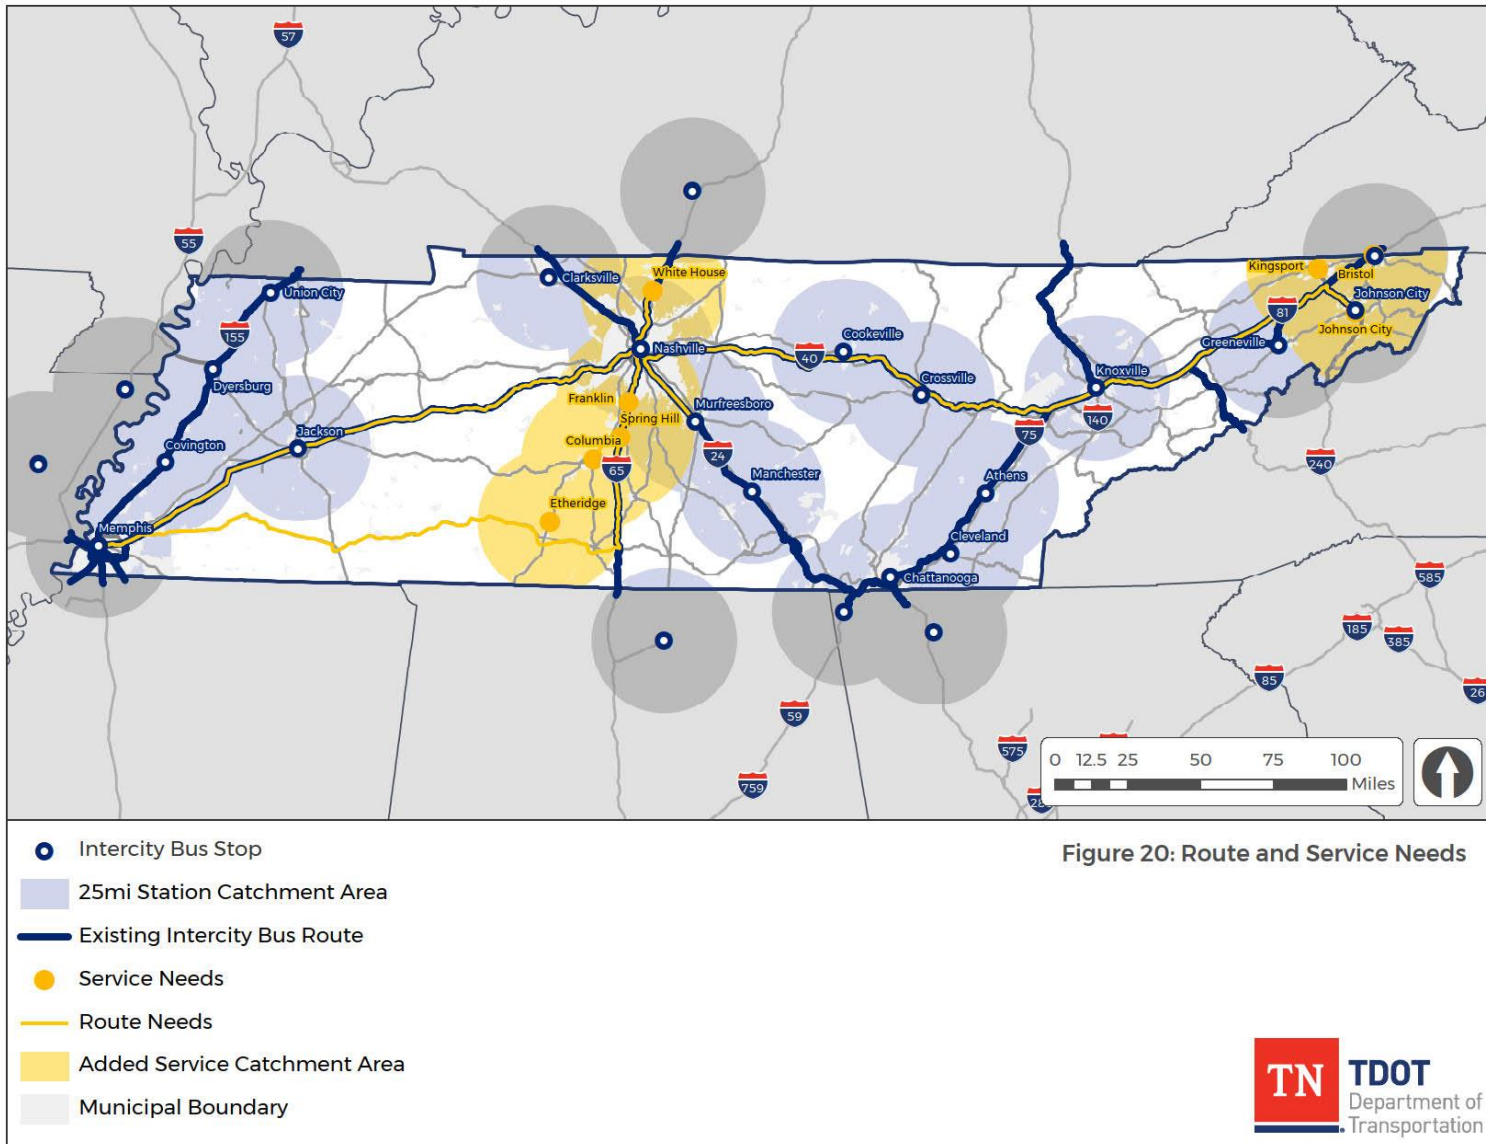 57
55
White House
Clarksville
Union City
155
Nashville
Dyersburg
Cookeville
40
Crossville
Knoxville
Kingsport
Bristol
Johnson City
81
Johnson City
Greeneville
Franklin
Spring Hill
Murfreesboro
Columbia
140
75
Jackson
Covington
65
24
Manchester
Athens
240
Etheridge
Memphis
Cleveland
Chattanooga
585
185
385
85
26
59
575
759
0 12.5 25 50 75 100
Miles
Intercity Bus Stop
Figure 20: Route and Service Needs
25mi Station Catchment Area
Existing Intercity Bus Route
Service Needs
Route Needs
Added Service Catchment Area
Municipal Boundary
TN
TDOT
Department of
Transportation